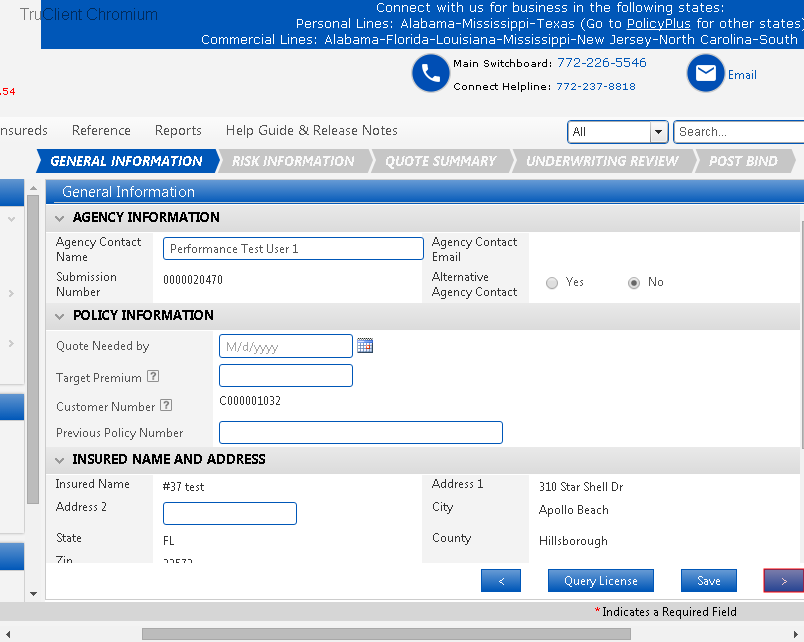 TruClient Chromium
Connect with us for business in the following states:
Personal Lines: Alabama-Mississippi-Texas (Go to PolicyPlus for other states)
Commercial Lines: Alabama-Florida-Louisiana-Mississippi-New Jersey-North Carolina-South
.54
Main Switchboard: 772-226-5546
Connect Helpline: 772-237-8818
Email
nsureds Reference Reports Help Guide & Release Notes
All
Search...
GENERAL INFORMATION RISK INFORMATION QUOTE SUMMARY UNDERWRITING REVIEW POST BIND
General Information
AGENCY INFORMATION
Agency Contact Name
Performance Test User 1
Agency Contact Email
Submission Number
0000020470
Alternative Agency Contact
Yes No
POLICY INFORMATION
Quote Needed by
M/d/yyyy
Target Premium ?
Customer Number ?
C000001032
Previous Policy Number
INSURED NAME AND ADDRESS
Insured Name
#37 test
Address 1
310 Star Shell Dr
Address 2
City
Apollo Beach
State
FL
County
Hillsborough
Zip
< Query License Save >
* Indicates a Required Field